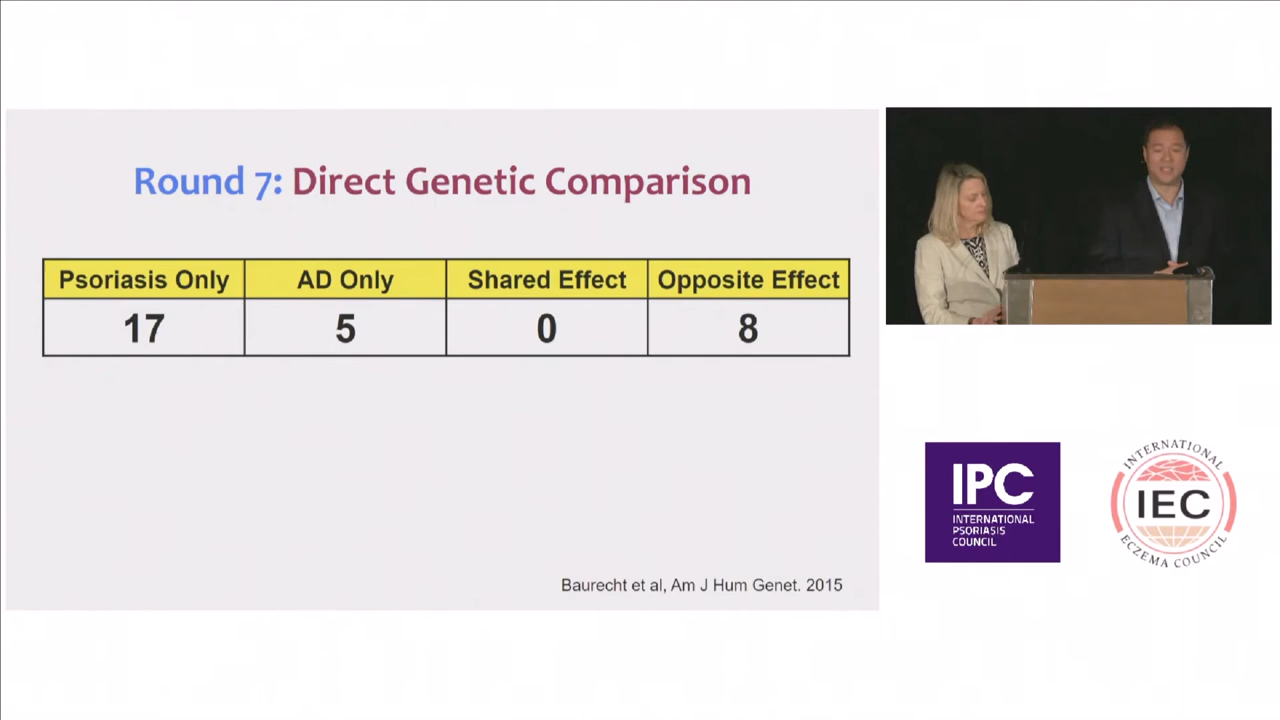 Round 7: Direct Genetic Comparison
Psoriasis Only AD Only Shared Effect Opposite Effect
17 5 0 8
Baurecht et al, Am J Hum Genet. 2015
IPC
INTERNATIONAL
PSORIASIS
COUNCIL
INTERNATIONAL
IEC
ECZEMA COUNCIL